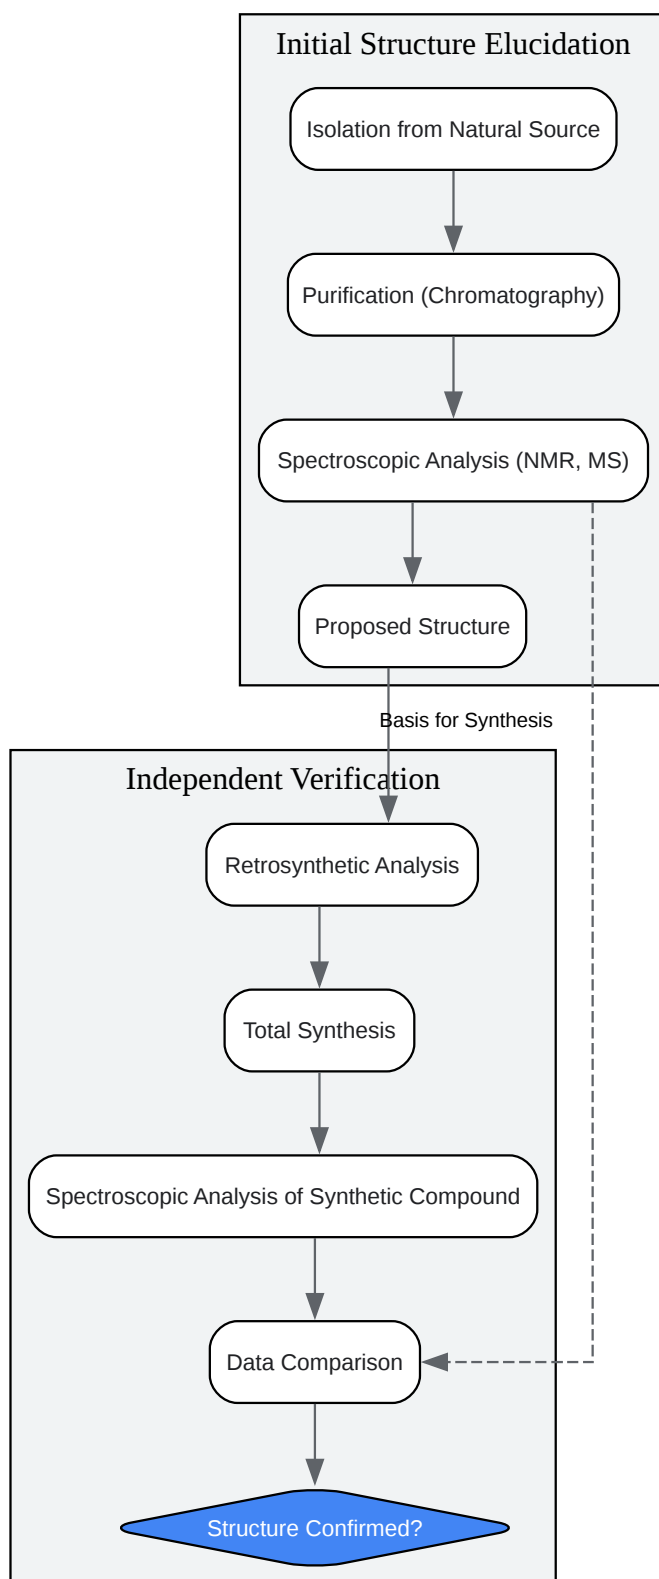 Initial Structure Elucidation
Isolation from Natural Source
Purification (Chromatography)
Spectroscopic Analysis (NMR, MS)
Proposed Structure
Basis for Synthesis
Independent Verification
Retrosynthetic Analysis
Total Synthesis
Spectroscopic Analysis of Synthetic Compound
Data Comparison
Structure Confirmed?